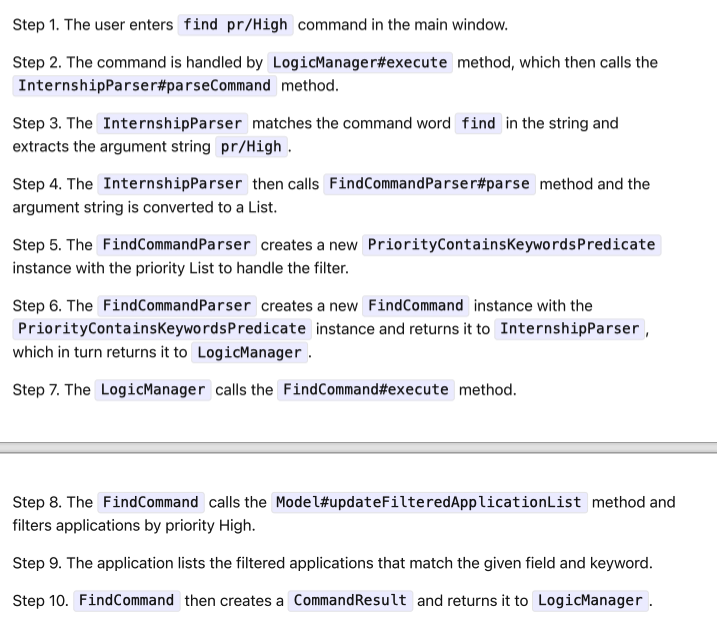 Step 1. The user enters find pr/High command in the main window.
Step 2. The command is handled by LogicManager#execute method, which then calls the
InternshipParser#parseCommand method.
Step 3. The InternshipParser matches the command word find in the string and
extracts the argument string pr/High .
Step 4. The InternshipParser then calls FindCommandParser#parse method and the
argument string is converted to a List.
Step 5. The FindCommandParser creates a new PriorityContainsKeywordsPredicate
instance with the priority List to handle the filter.
Step 6. The FindCommandParser creates a new FindCommand instance with the
PriorityContainsKeywordsPredicate instance and returns it to InternshipParser ,
which in turn returns it to LogicManager .
Step 7. The LogicManager calls the FindCommand#execute method.
Step 8. The FindCommand calls the Model#updateFilteredApplicationList method and
filters applications by priority High.
Step 9. The application lists the filtered applications that match the given field and keyword.
Step 10. FindCommand then creates a CommandResult and returns it to LogicManager .